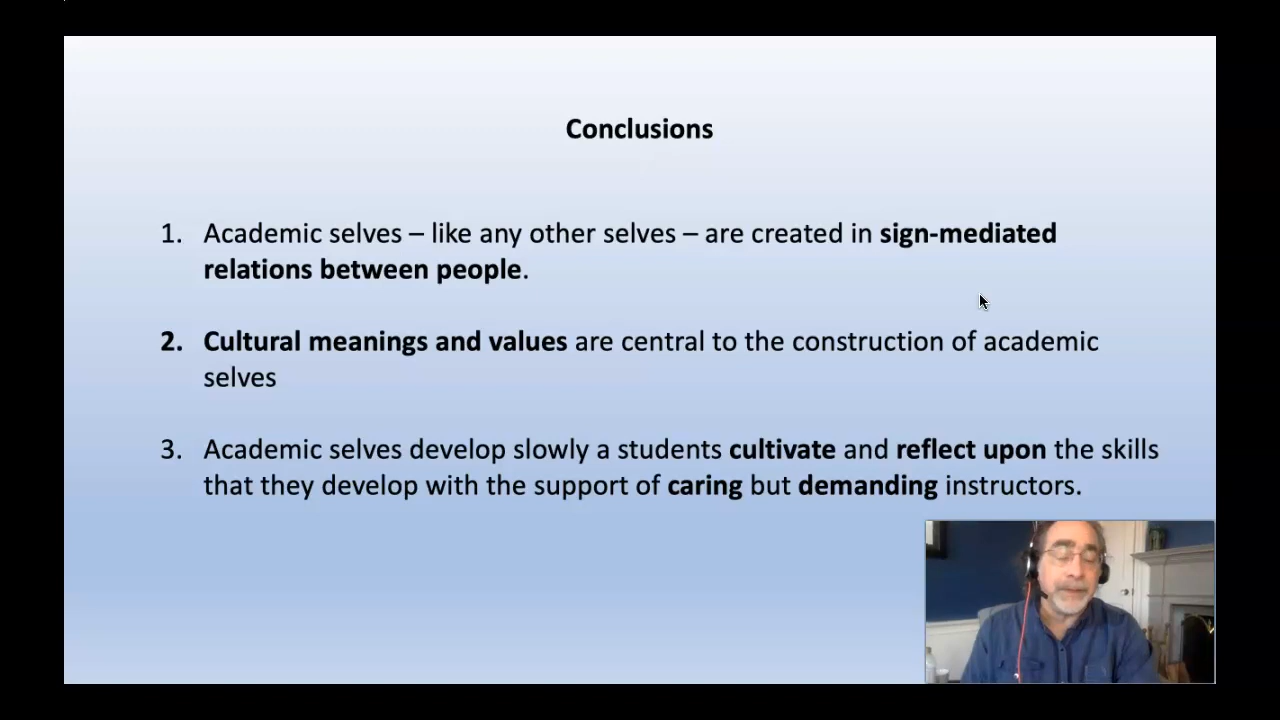 Conclusions
1. Academic selves – like any other selves – are created in sign-mediated
relations between people.
2. Cultural meanings and values are central to the construction of academic
selves
3. Academic selves develop slowly a students cultivate and reflect upon the skills
that they develop with the support of caring but demanding instructors.